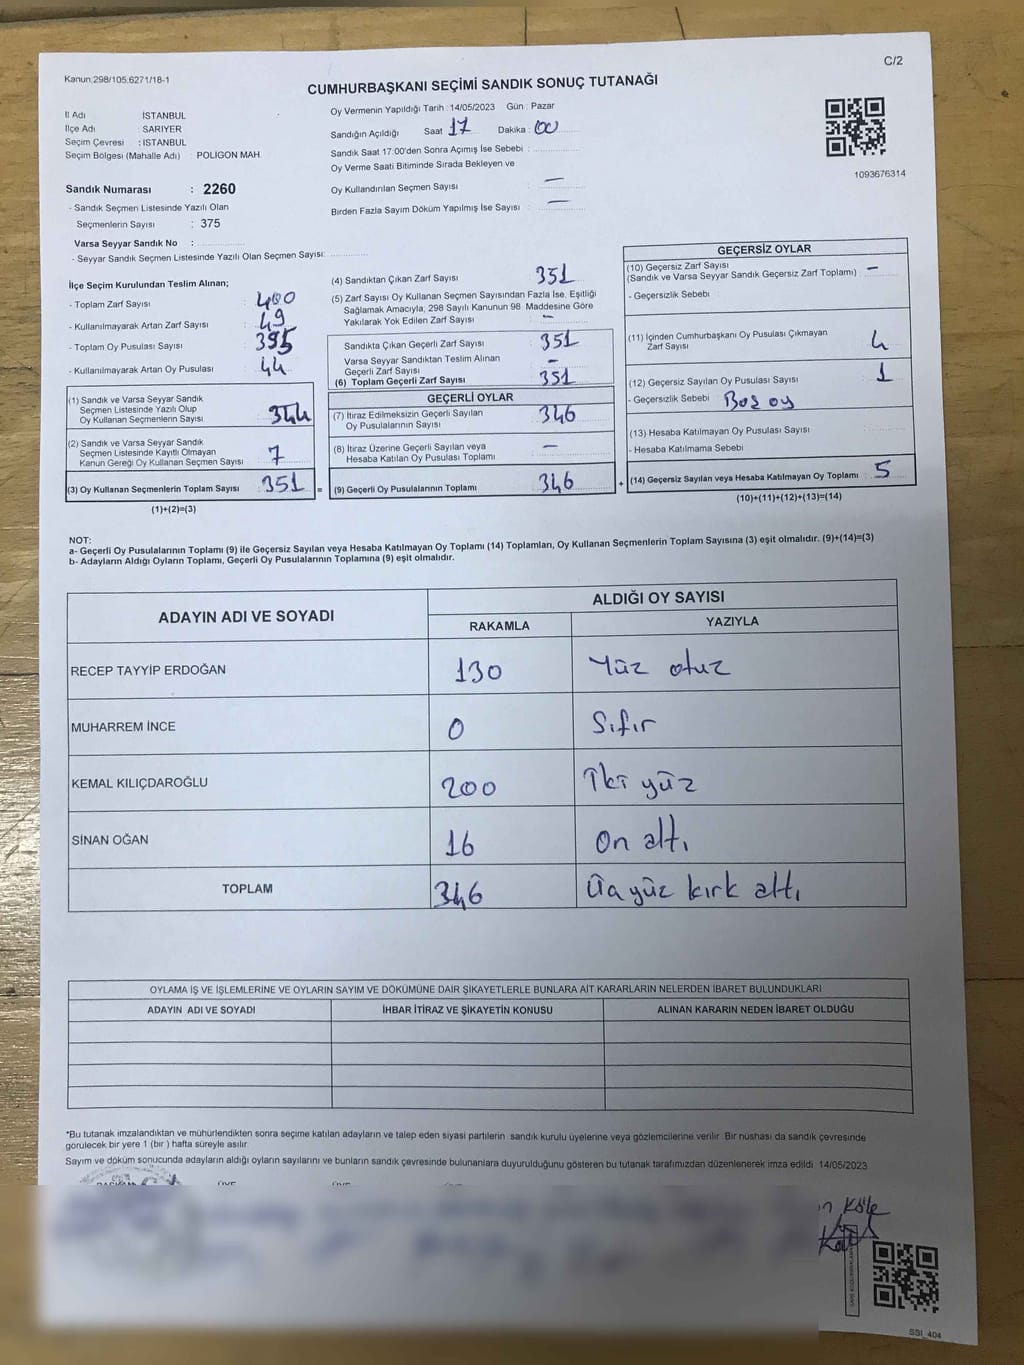 Kanun:298/105.6271/18-1
C/2
CUMHURBAŞKANI SEÇİMİ SANDIK SONUÇ TUTANAĞI
İl Adı İSTANBUL
İlçe Adı : SARIYER
Seçim Çevresi : İSTANBUL
Seçim Bölgesi (Mahalle Adı) : POLİGON MAH.
Oy Vermenin Yapıldığı Tarih : 14/05/2023 Gün : Pazar
Sandığın Açıldığı Saat 17 Dakika : 00
Sandık Saat 17:00'den Sonra Açımış İse Sebebi :
Oy Verme Saati Bitiminde Sırada Bekleyen ve
Oy Kullandırılan Seçmen Sayısı : —
Birden Fazla Sayım Döküm Yapılmış İse Sayısı : —
1093676314
Sandık Numarası : 2260
- Sandık Seçmen Listesinde Yazılı Olan
Seçmenlerin Sayısı : 375
Varsa Seyyar Sandık No :
- Seyyar Sandık Seçmen Listesinde Yazılı Olan Seçmen Sayısı:
İlçe Seçim Kurulundan Teslim Alınan;
- Toplam Zarf Sayısı : 400
- Kullanılmayarak Artan Zarf Sayısı : 49
- Toplam Oy Pusulası Sayısı : 395
- Kullanılmayarak Artan Oy Pusulası : 44
(1) Sandık ve Varsa Seyyar Sandık
Seçmen Listesinde Yazılı Olup
Oy Kullanan Seçmenlerin Sayısı : 344
(2) Sandık ve Varsa Seyyar Sandık
Seçmen Listesinde Kayıtlı Olmayan
Kanun Gereği Oy Kullanan Seçmen Sayısı : 7
(3) Oy Kullanan Seçmenlerin Toplam Sayısı : 351 =
(1)+(2)=(3)
(4) Sandıktan Çıkan Zarf Sayısı : 351
(5) Zarf Sayısı Oy Kullanan Seçmen Sayısından Fazla İse, Eşitliği
Sağlamak Amacıyla, 298 Sayılı Kanunun 98. Maddesine Göre
Yakılarak Yok Edilen Zarf Sayısı : —
Sandıkta Çıkan Geçerli Zarf Sayısı : 351
Varsa Seyyar Sandıktan Teslim Alınan
Geçerli Zarf Sayısı : —
(6) Toplam Geçerli Zarf Sayısı : 351
GEÇERLİ OYLAR
(7) İtiraz Edilmeksizin Geçerli Sayılan
Oy Pusulalarının Sayısı : 346
(8) İtiraz Üzerine Geçerli Sayılan veya
Hesaba Katılan Oy Pusulası Toplamı : —
(9) Geçerli Oy Pusulalarının Toplamı : 346 +
GEÇERSİZ OYLAR
(10) Geçersiz Zarf Sayısı
(Sandık ve Varsa Seyyar Sandık Geçersiz Zarf Toplamı) : —
- Geçersizlik Sebebi :
(11) İçinden Cumhurbaşkanı Oy Pusulası Çıkmayan
Zarf Sayısı : 4
(12) Geçersiz Sayılan Oy Pusulası Sayısı : 1
- Geçersizlik Sebebi : Boş oy
(13) Hesaba Katılmayan Oy Pusulası Sayısı :
- Hesaba Katılmama Sebebi :
(14) Geçersiz Sayılan veya Hesaba Katılmayan Oy Toplamı : 5
(10)+(11)+(12)+(13)=(14)
NOT:
a- Geçerli Oy Pusulalarının Toplamı (9) ile Geçersiz Sayılan veya Hesaba Katılmayan Oy Toplamı (14) Toplamları, Oy Kullanan Seçmenlerin Toplam Sayısına (3) eşit olmalıdır. (9)+(14)=(3)
b- Adayların Aldığı Oyların Toplamı, Geçerli Oy Pusulalarının Toplamına (9) eşit olmalıdır.
ADAYIN ADI VE SOYADI
ALDIĞI OY SAYISI
RAKAMLA YAZIYLA
RECEP TAYYİP ERDOĞAN 130 Yüz otuz
MUHARREM İNCE 0 Sıfır
KEMAL KILIÇDAROĞLU 200 İki yüz
SİNAN OĞAN 16 On altı
TOPLAM 346 Üç yüz kırk altı
OYLAMA İŞ VE İŞLEMLERİNE VE OYLARIN SAYIM VE DÖKÜMÜNE DAİR ŞİKAYETLERLE BUNLARA AİT KARARLARIN NELERDEN İBARET BULUNDUKLARI
ADAYIN ADI VE SOYADI İHBAR İTİRAZ VE ŞİKAYETİN KONUSU ALINAN KARARIN NEDEN İBARET OLDUĞU
*Bu tutanak imzalandıktan ve mühürlendikten sonra seçime katılan adayların ve talep eden siyasi partilerin sandık kurulu üyelerine veya gözlemcilerine verilir. Bir nüshası da sandık çevresinde
görülecek bir yere 1 (bir) hafta süreyle asılır.
Sayım ve döküm sonucunda adayların aldığı oyların sayılarını ve bunların sandık çevresinde bulunanlara duyurulduğunu gösteren bu tutanak tarafımızdan düzenlenerek imza edildi. 14/05/2023
Köle
SSI_404